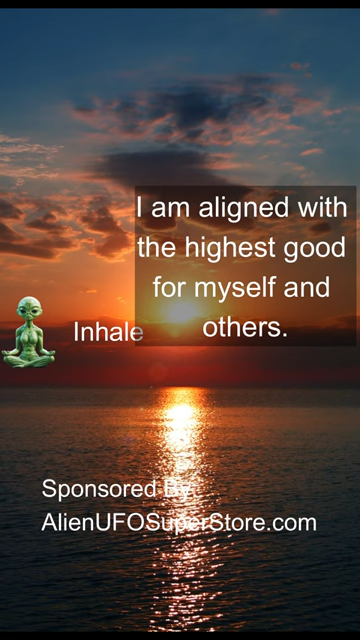 I am aligned with
the highest good
for myself and
others.
Inhale
Sponsored By
AlienUFOSuperStore.com